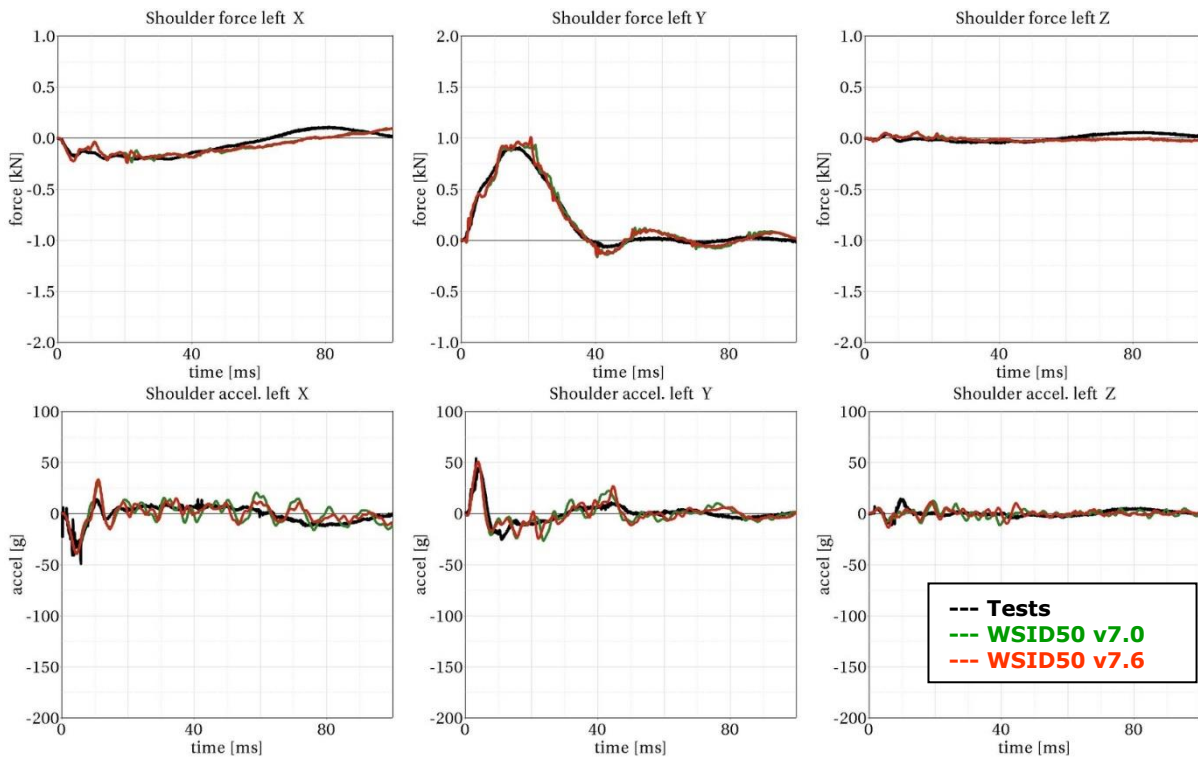 Shoulder force left X
1.0
0.5
0.0
-0.5
-1.0
-1.5
-2.0
force [kN]
0 40 80
time [ms]
Shoulder force left Y
2.0
1.5
1.0
0.5
0.0
-0.5
-1.0
force [kN]
0 40 80
time [ms]
Shoulder force left Z
1.0
0.5
0.0
-0.5
-1.0
-1.5
-2.0
force [kN]
0 40 80
time [ms]
Shoulder accel. left X
100
50
0
-50
-100
-150
-200
accel [g]
0 40 80
time [ms]
Shoulder accel. left Y
100
50
0
-50
-100
-150
-200
accel [g]
0 40 80
time [ms]
Shoulder accel. left Z
100
50
0
-50
-100
-150
-200
accel [g]
0 40 80
time [ms]
--- Tests
--- WSID50 v7.0
--- WSID50 v7.6